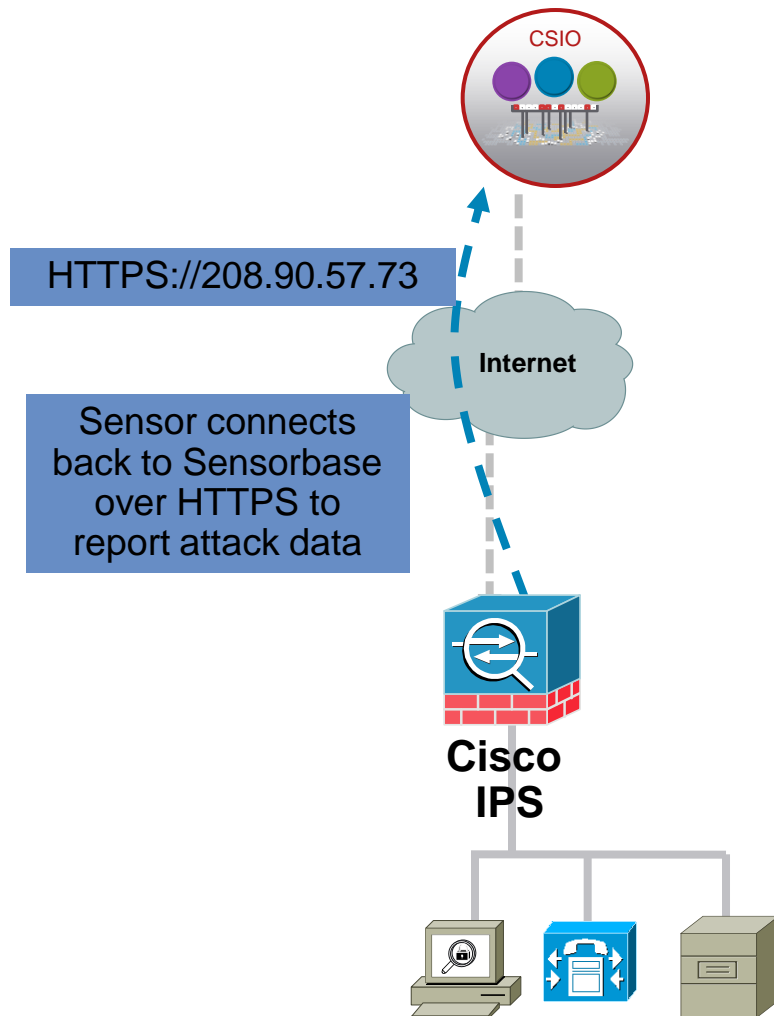 CSIO
HTTPS://208.90.57.73
Internet
Sensor connects
back to Sensorbase
over HTTPS to
report attack data
Cisco
IPS